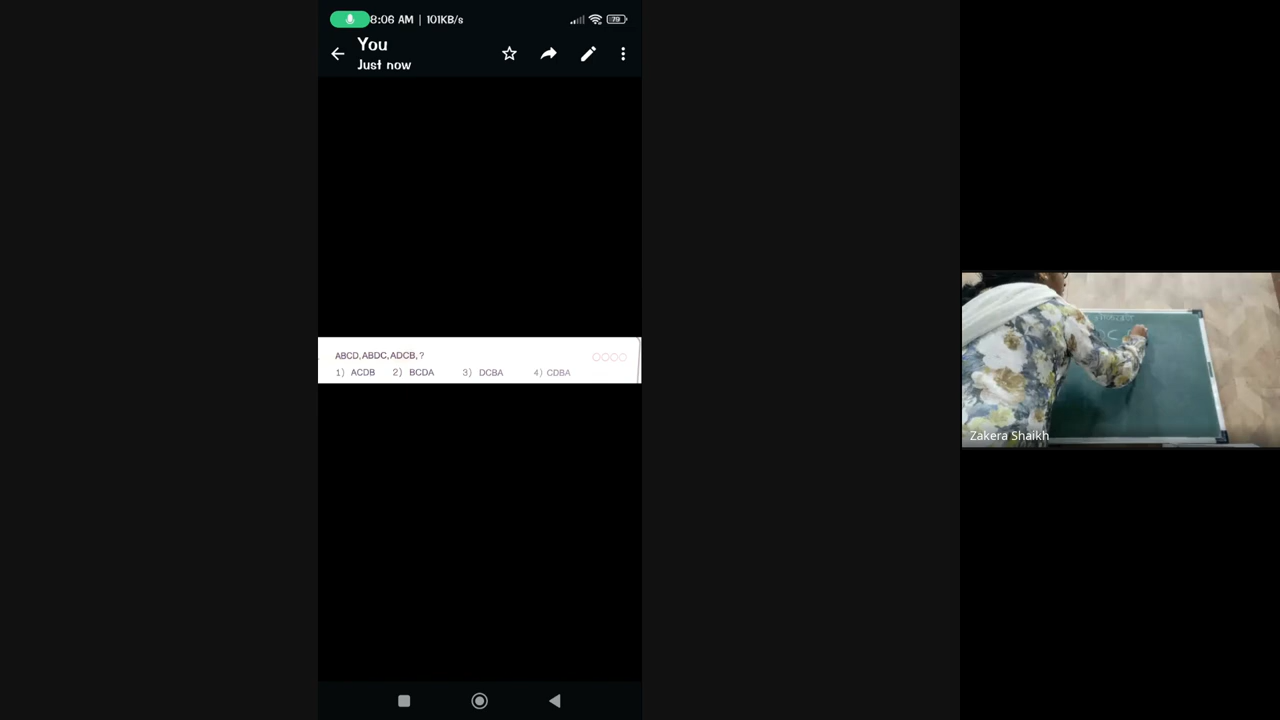 8:06 AM | 101KB/s
79
You
Just now
ABCD, ABDC, ADCB, ?
1) ACDB 2) BCDA 3) DCBA 4) CDBA
Zakera Shaikh